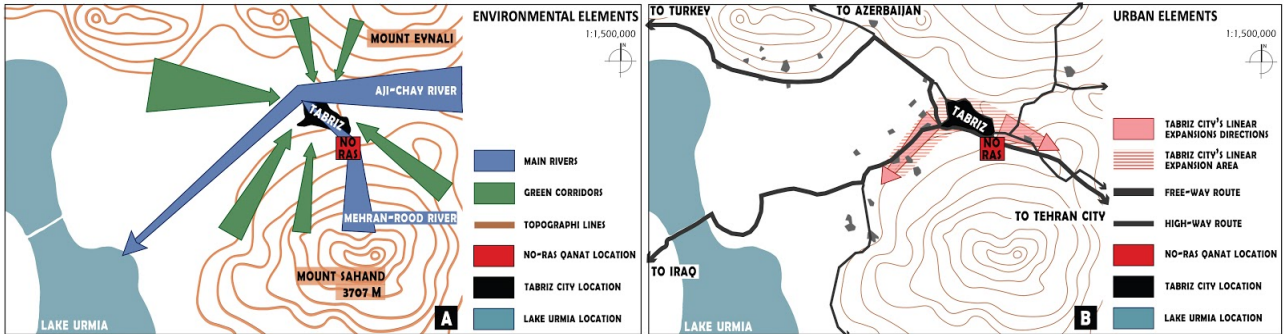 ENVIRONMENTAL ELEMENTS
1:1,500,000
N
MOUNT EYNALI
AJI-CHAY RIVER
TABRIZ
NO
RAS
MEHRAN-ROOD RIVER
MOUNT SAHAND
3707 M
LAKE URMIA
A
MAIN RIVERS
GREEN CORRIDORS
TOPOGRAPHI LINES
NO-RAS QANAT LOCATION
TABRIZ CITY LOCATION
LAKE URMIA LOCATION
TO TURKEY
TO AZERBAIJAN
URBAN ELEMENTS
1:1,500,000
N
TABRIZ
NO
RAS
TO TEHRAN CITY
TO IRAQ
LAKE URMIA
B
TABRIZ CITY'S LINEAR
EXPANSIONS DIRECTIONS
TABRIZ CITY'S LINEAR
EXPANSION AREA
FREE-WAY ROUTE
HIGH-WAY ROUTE
NO-RAS QANAT LOCATION
TABRIZ CITY LOCATION
LAKE URMIA LOCATION